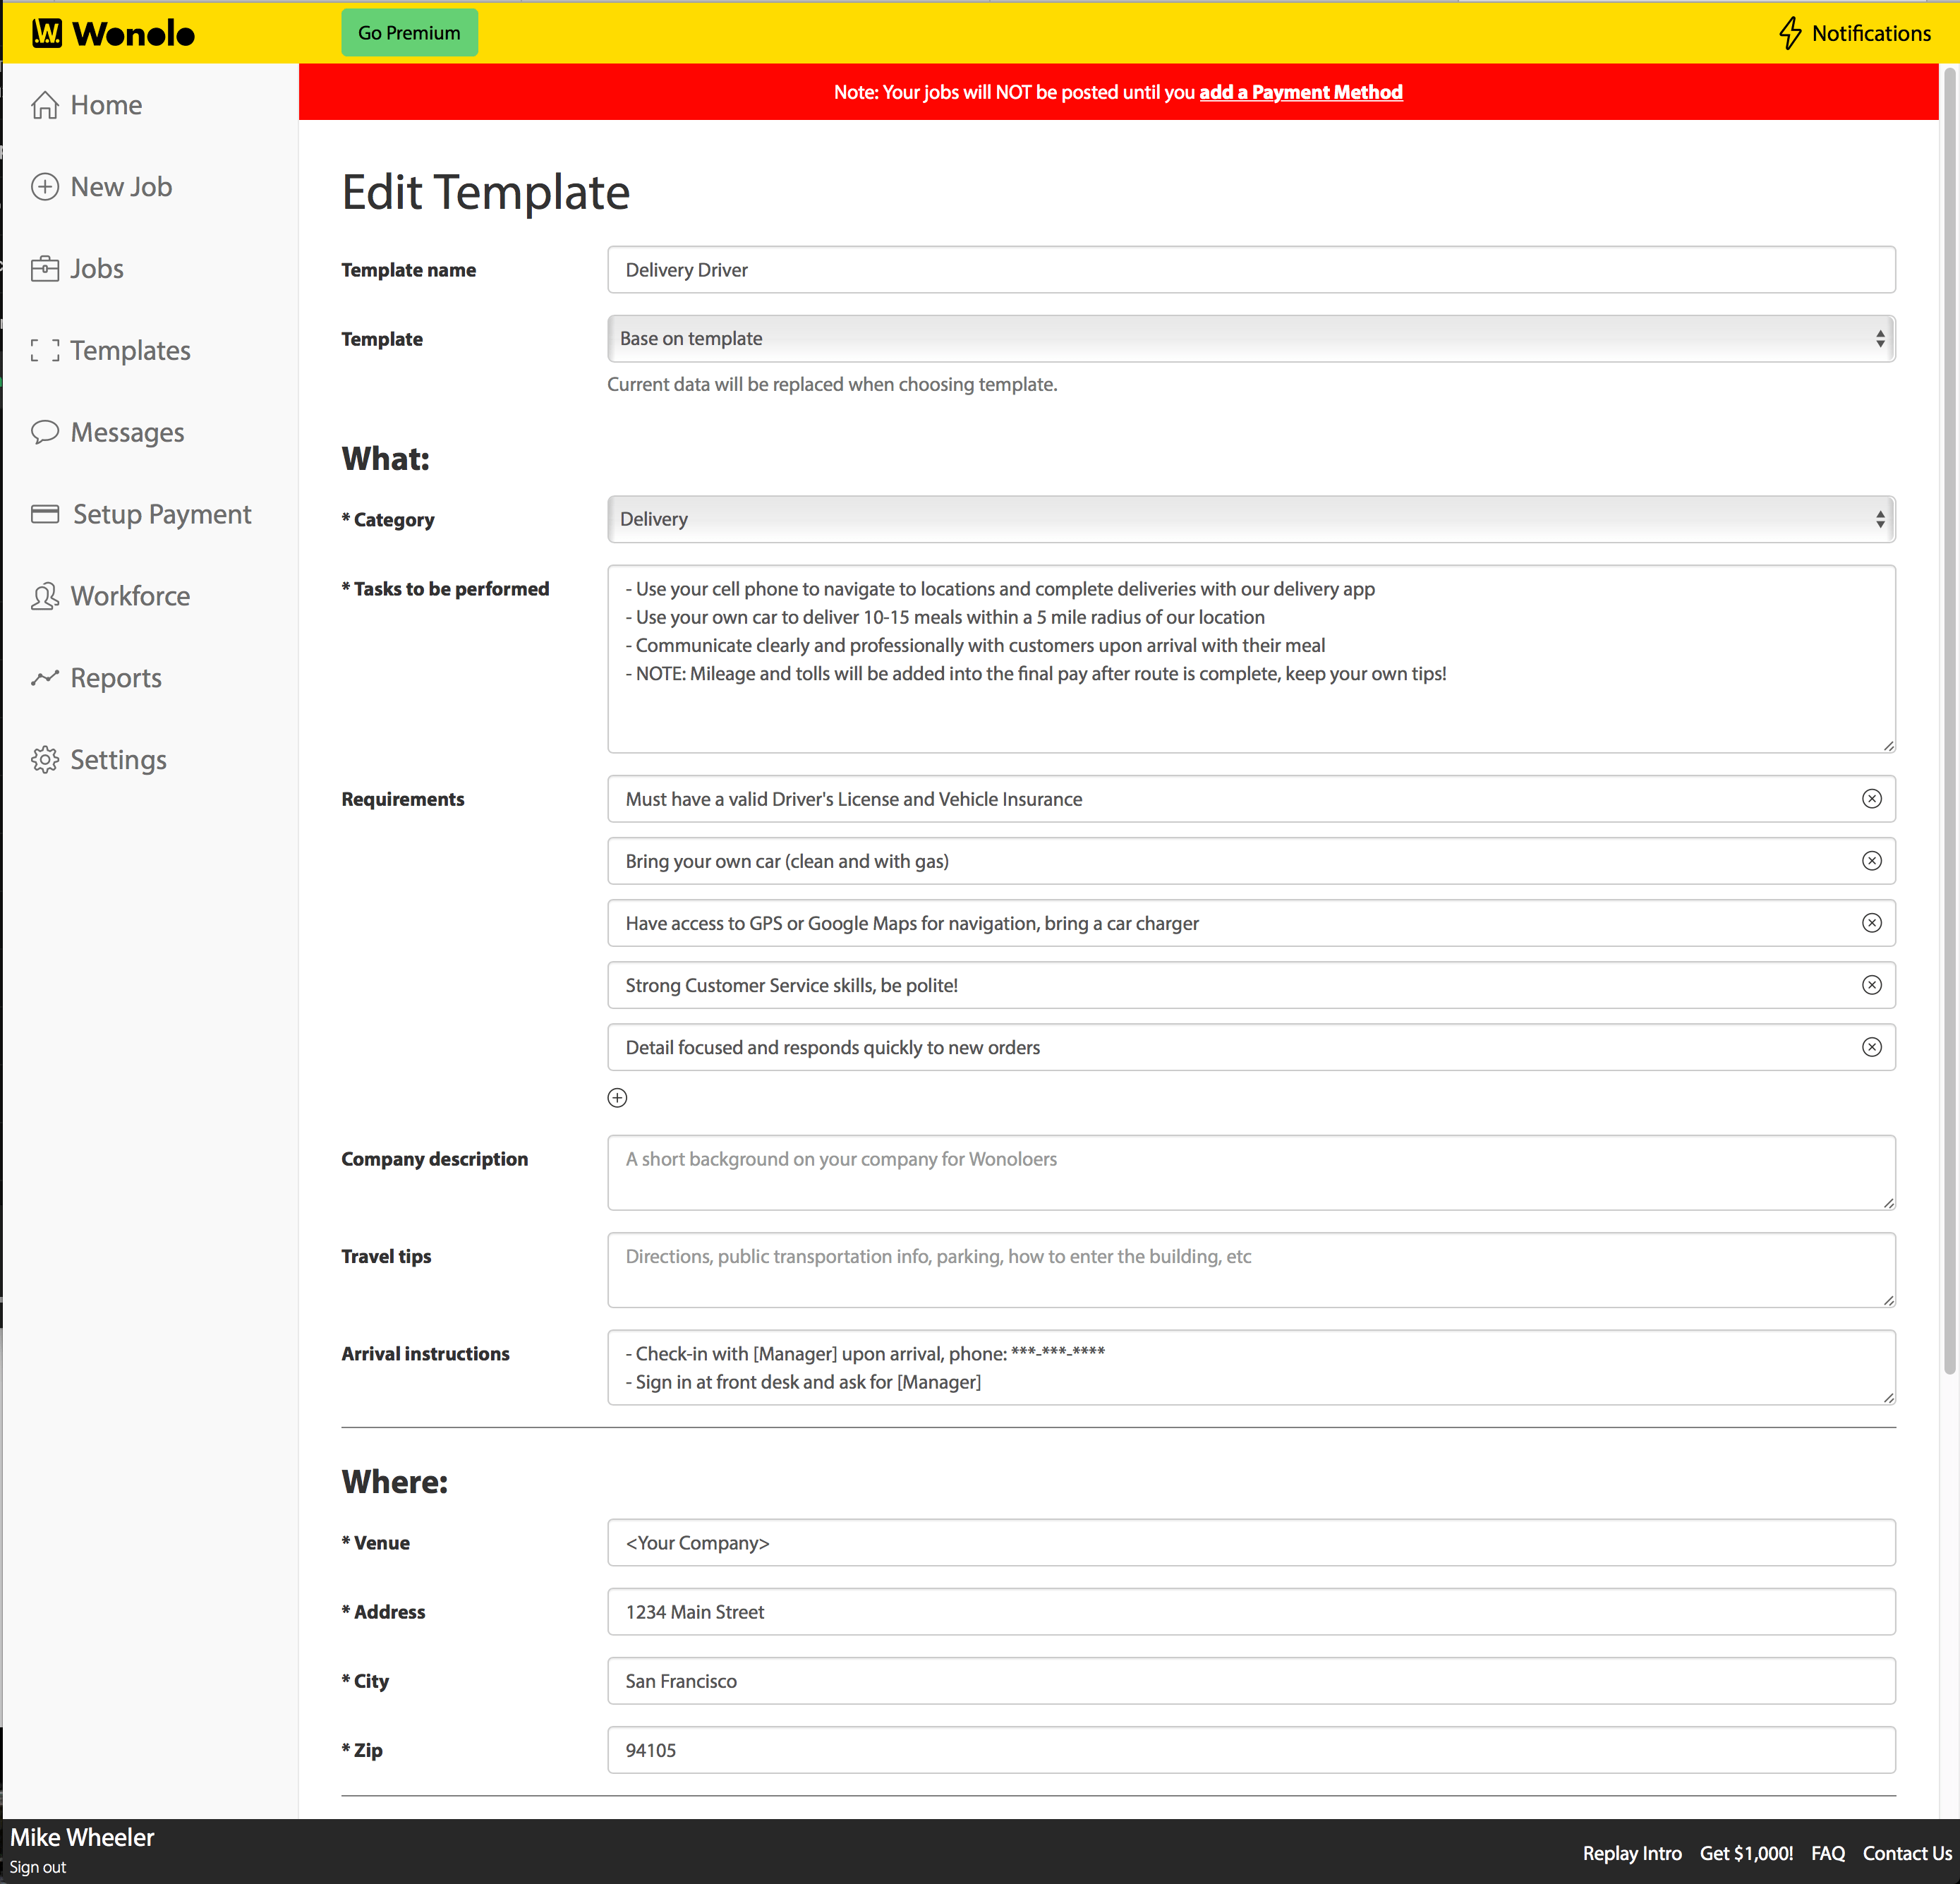 .W. Wonolo
Go Premium
Notifications
Home
New Job
Jobs
Templates
Messages
Setup Payment
Workforce
Reports
Settings
Note: Your jobs will NOT be posted until you add a Payment Method
Edit Template
Template name
Delivery Driver
Template
Base on template
Current data will be replaced when choosing template.
What:
* Category
Delivery
* Tasks to be performed
- Use your cell phone to navigate to locations and complete deliveries with our delivery app
- Use your own car to deliver 10-15 meals within a 5 mile radius of our location
- Communicate clearly and professionally with customers upon arrival with their meal
- NOTE: Mileage and tolls will be added into the final pay after route is complete, keep your own tips!
Requirements
Must have a valid Driver's License and Vehicle Insurance
Bring your own car (clean and with gas)
Have access to GPS or Google Maps for navigation, bring a car charger
Strong Customer Service skills, be polite!
Detail focused and responds quickly to new orders
Company description
A short background on your company for Wonoloers
Travel tips
Directions, public transportation info, parking, how to enter the building, etc
Arrival instructions
- Check-in with [Manager] upon arrival, phone: ***-***-****
- Sign in at front desk and ask for [Manager]
Where:
* Venue
<Your Company>
* Address
1234 Main Street
* City
San Francisco
* Zip
94105
Mike Wheeler
Sign out
Replay Intro
Get $1,000!
FAQ
Contact Us